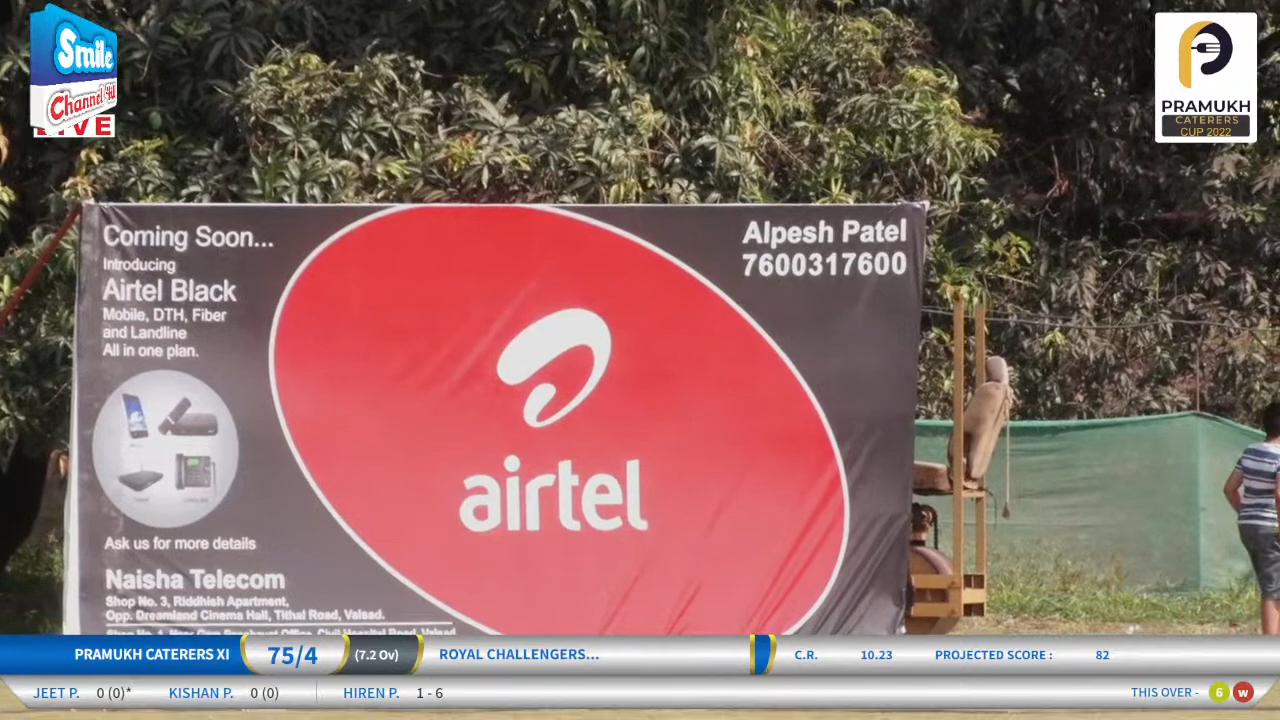 Smile
Channel
LIVE
PRAMUKH
CATERERS
CUP 2022
Coming Soon...
Introducing
Airtel Black
Mobile, DTH, Fiber
and Landline
All in one plan.
Alpesh Patel
7600317600
airtel
Ask us for more details
Naisha Telecom
Shop No. 3, Riddhish Apartment,
Opp. Dreamland Cinema Hall, Tithal Road, Valsad.
PRAMUKH CATERERS XI 75/4 (7.2 Ov) ROYAL CHALLENGERS... C.R. 10.23 PROJECTED SCORE : 82
JEET P. 0 (0)* KISHAN P. 0 (0) HIREN P. 1 - 6 THIS OVER - 6 w